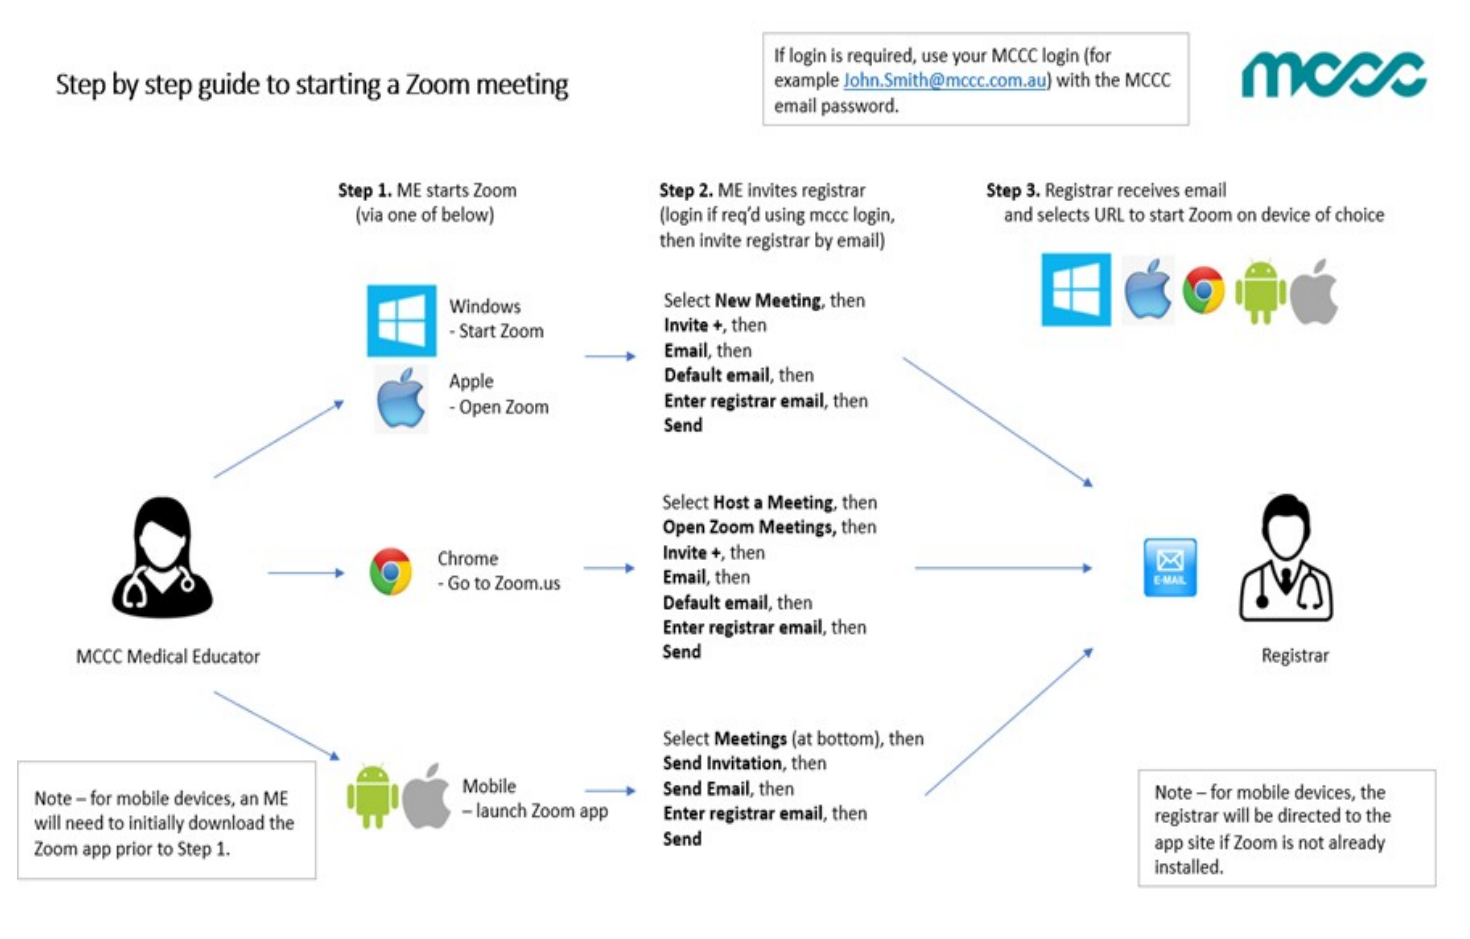 Step by step guide to starting a Zoom meeting
If login is required, use your MCCC login (for
example John.Smith@mccc.com.au) with the MCCC
email password.
mccc
Step 1. ME starts Zoom
(via one of below)
Step 2. ME invites registrar
(login if req'd using mccc login,
then invite registrar by email)
Step 3. Registrar receives email
and selects URL to start Zoom on device of choice
Windows
- Start Zoom
Apple
- Open Zoom
Select New Meeting, then
Invite +, then
Email, then
Default email, then
Enter registrar email, then
Send
MCCC Medical Educator
Chrome
- Go to Zoom.us
Select Host a Meeting, then
Open Zoom Meetings, then
Invite +, then
Email, then
Default email, then
Enter registrar email, then
Send
E-MAIL
Registrar
Mobile
– launch Zoom app
Select Meetings (at bottom), then
Send Invitation, then
Send Email, then
Enter registrar email, then
Send
Note – for mobile devices, an ME
will need to initially download the
Zoom app prior to Step 1.
Note – for mobile devices, the
registrar will be directed to the
app site if Zoom is not already
installed.